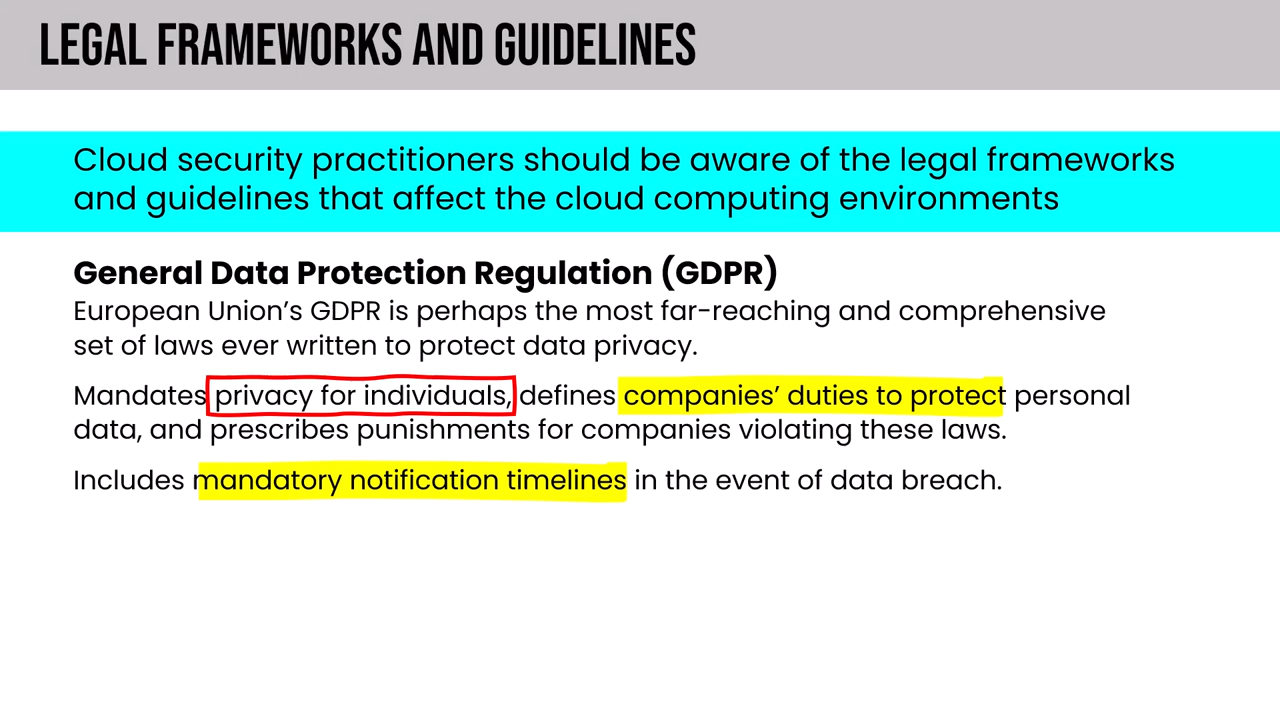 LEGAL FRAMEWORKS AND GUIDELINES
Cloud security practitioners should be aware of the legal frameworks
and guidelines that affect the cloud computing environments
General Data Protection Regulation (GDPR)
European Union’s GDPR is perhaps the most far-reaching and comprehensive
set of laws ever written to protect data privacy.
Mandates privacy for individuals, defines companies’ duties to protect personal
data, and prescribes punishments for companies violating these laws.
Includes mandatory notification timelines in the event of data breach.